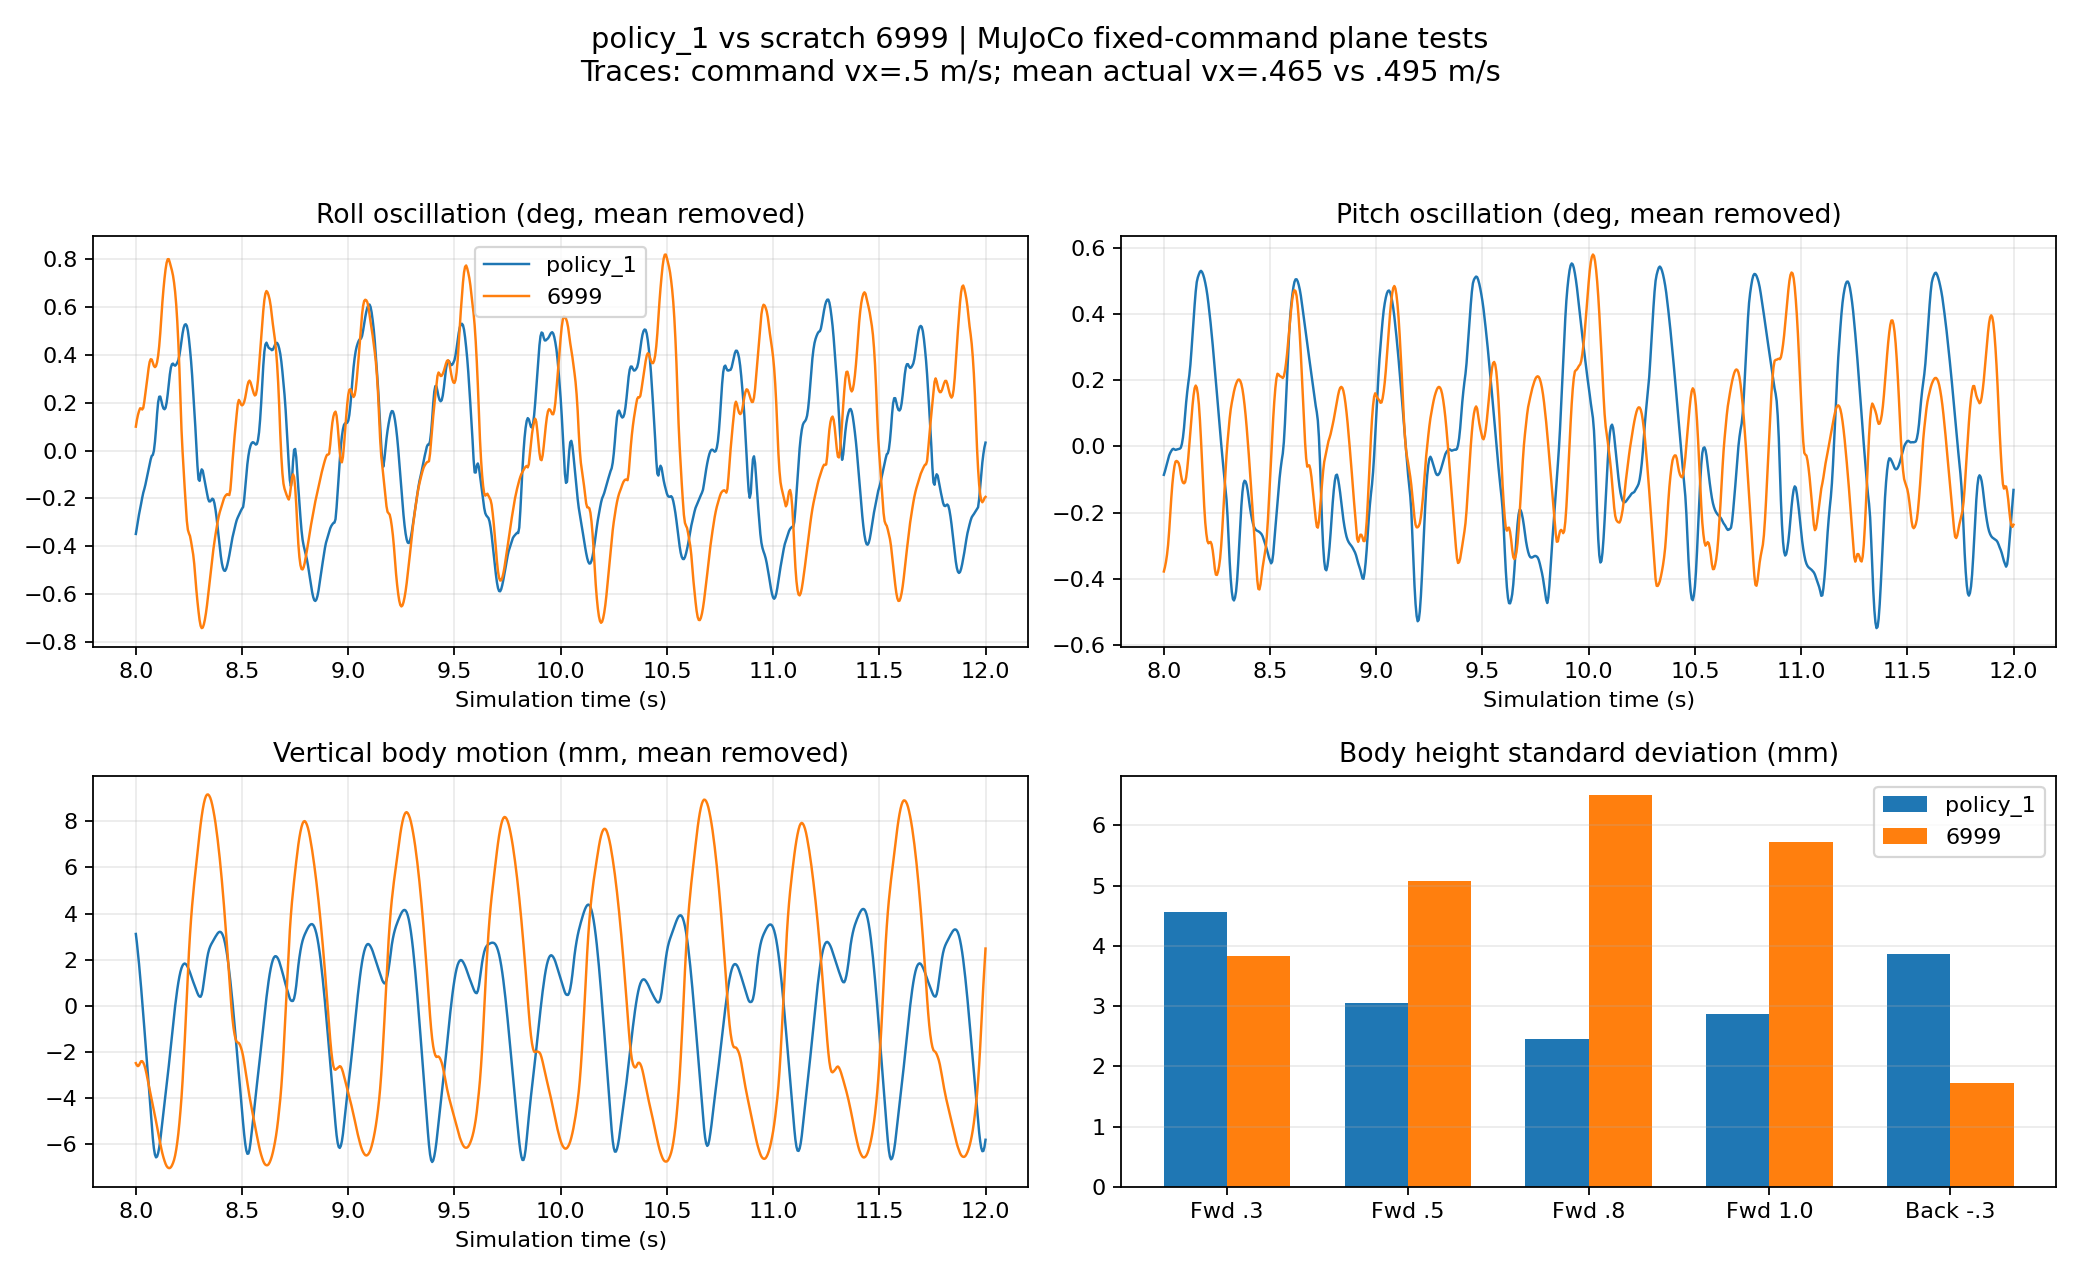 policy_1 vs scratch 6999 | MuJoCo fixed-command plane tests
Traces: command vx=.5 m/s; mean actual vx=.465 vs .495 m/s
Roll oscillation (deg, mean removed)
policy_1
6999
0.8
0.6
0.4
0.2
0.0
−0.2
−0.4
−0.6
−0.8
8.0 8.5 9.0 9.5 10.0 10.5 11.0 11.5 12.0
Simulation time (s)
Pitch oscillation (deg, mean removed)
0.6
0.4
0.2
0.0
−0.2
−0.4
−0.6
8.0 8.5 9.0 9.5 10.0 10.5 11.0 11.5 12.0
Simulation time (s)
Vertical body motion (mm, mean removed)
8
6
4
2
0
−2
−4
−6
8.0 8.5 9.0 9.5 10.0 10.5 11.0 11.5 12.0
Simulation time (s)
Body height standard deviation (mm)
policy_1
6999
6
5
4
3
2
1
0
Fwd .3 Fwd .5 Fwd .8 Fwd 1.0 Back -.3